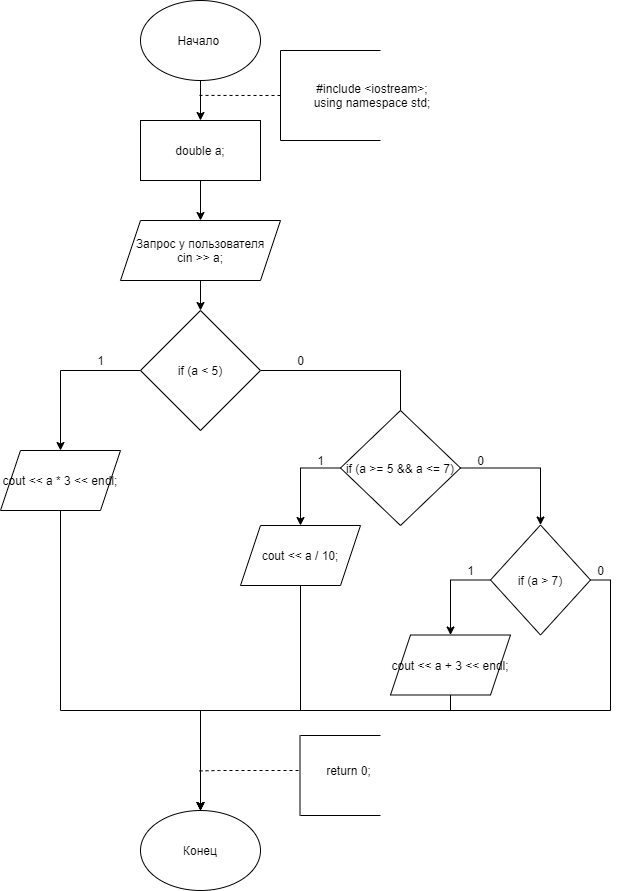 Начало
#include <iostream>;
using namespace std;
double a;
Запрос у пользователя
cin >> a;
if (a < 5)
1
0
cout << a * 3 << endl;
if (a >= 5 && a <= 7)
1
0
cout << a / 10;
if (a > 7)
1
0
cout << a + 3 << endl;
return 0;
Конец